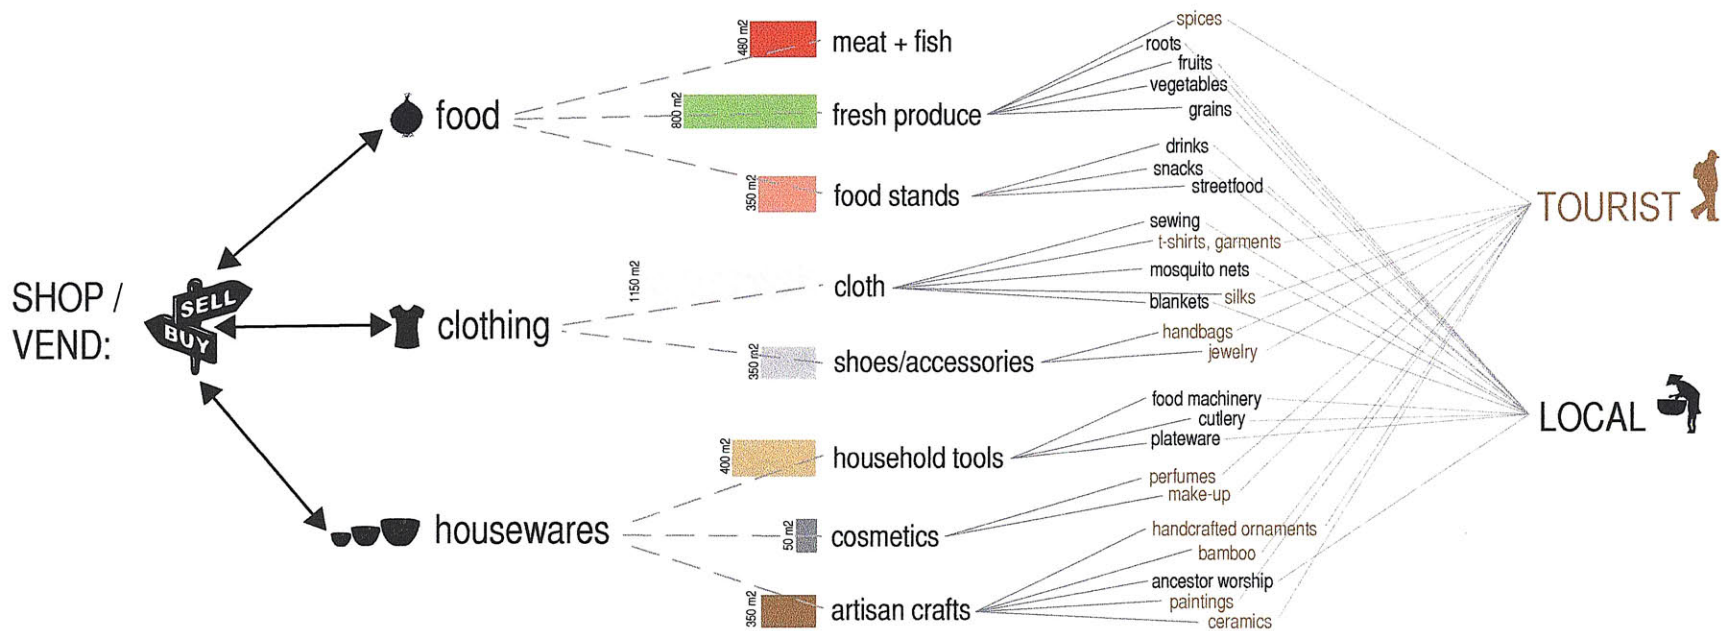 SHOP /
VEND:
SELL
BUY
food
clothing
housewares
480 m2
meat + fish
800 m2
fresh produce
350 m2
food stands
1150 m2
cloth
350 m2
shoes/accessories
400 m2
household tools
50 m2
cosmetics
350 m2
artisan crafts
spices
roots
fruits
vegetables
grains
drinks
snacks
streetfood
sewing
t-shirts, garments
mosquito nets
silks
blankets
handbags
jewelry
food machinery
cutlery
plateware
perfumes
make-up
handcrafted ornaments
bamboo
ancestor worship
paintings
ceramics
TOURIST
LOCAL